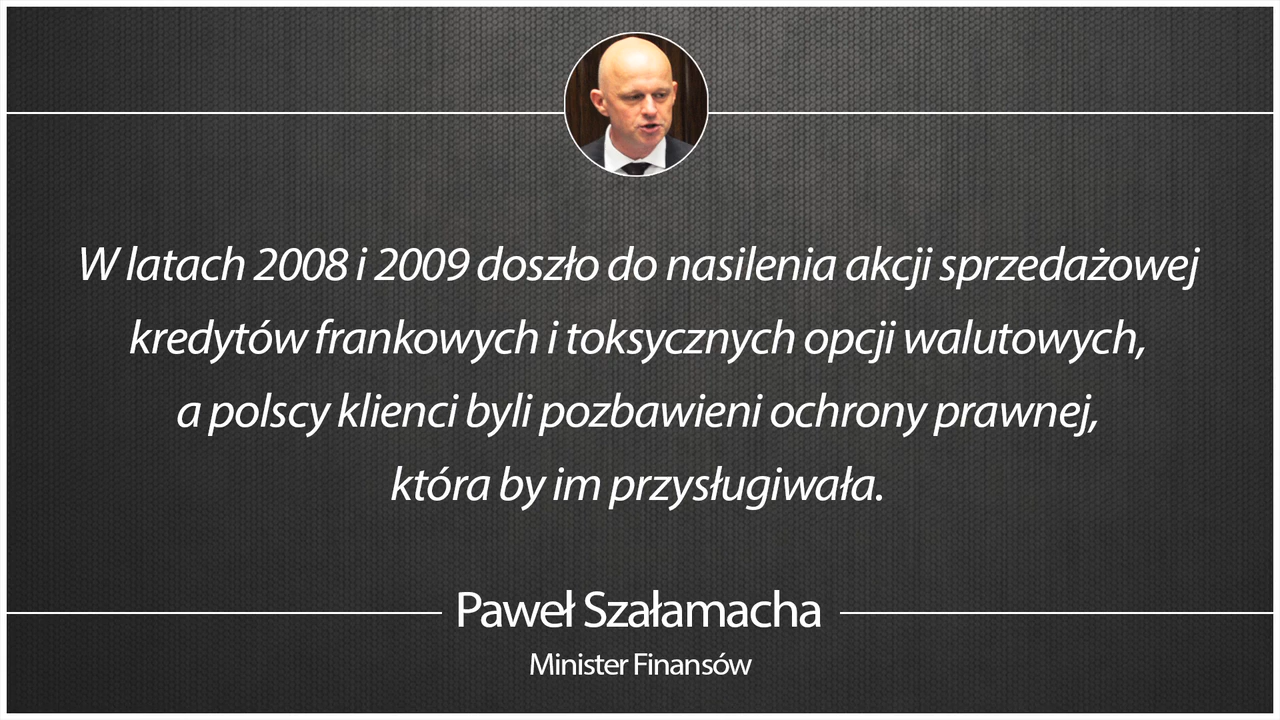 W latach 2008 i 2009 doszło do nasilenia akcji sprzedażowej
kredytów frankowych i toksycznych opcji walutowych,
a polscy klienci byli pozbawieni ochrony prawnej,
która by im przysługiwała.
Paweł Szałamacha
Minister Finansów